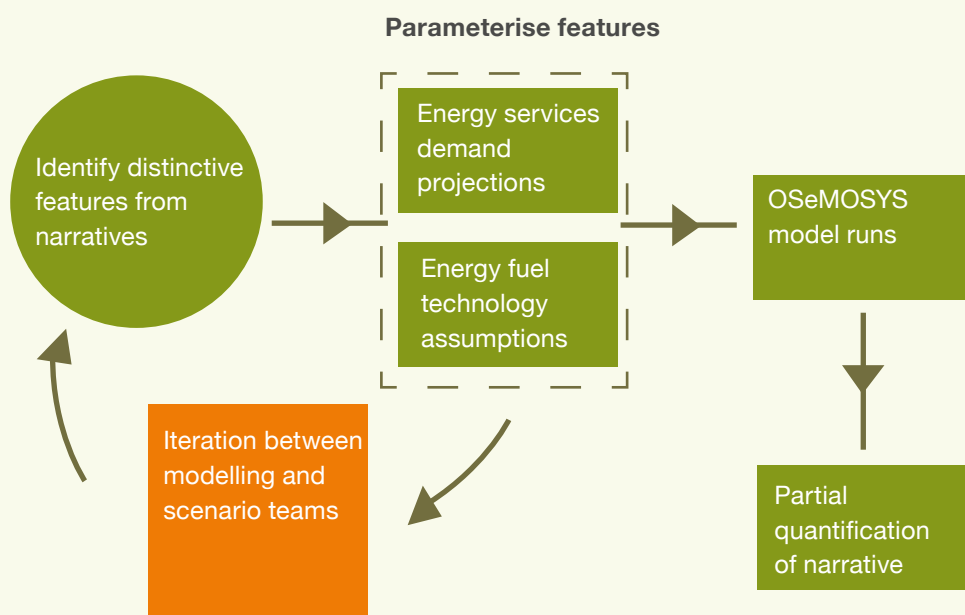 Parameterise features
Identify distinctive
features from
narratives
Energy services
demand
projections
Energy fuel
technology
assumptions
OSeMOSYS
model runs
Iteration between
modelling and
scenario teams
Partial
quantification
of narrative